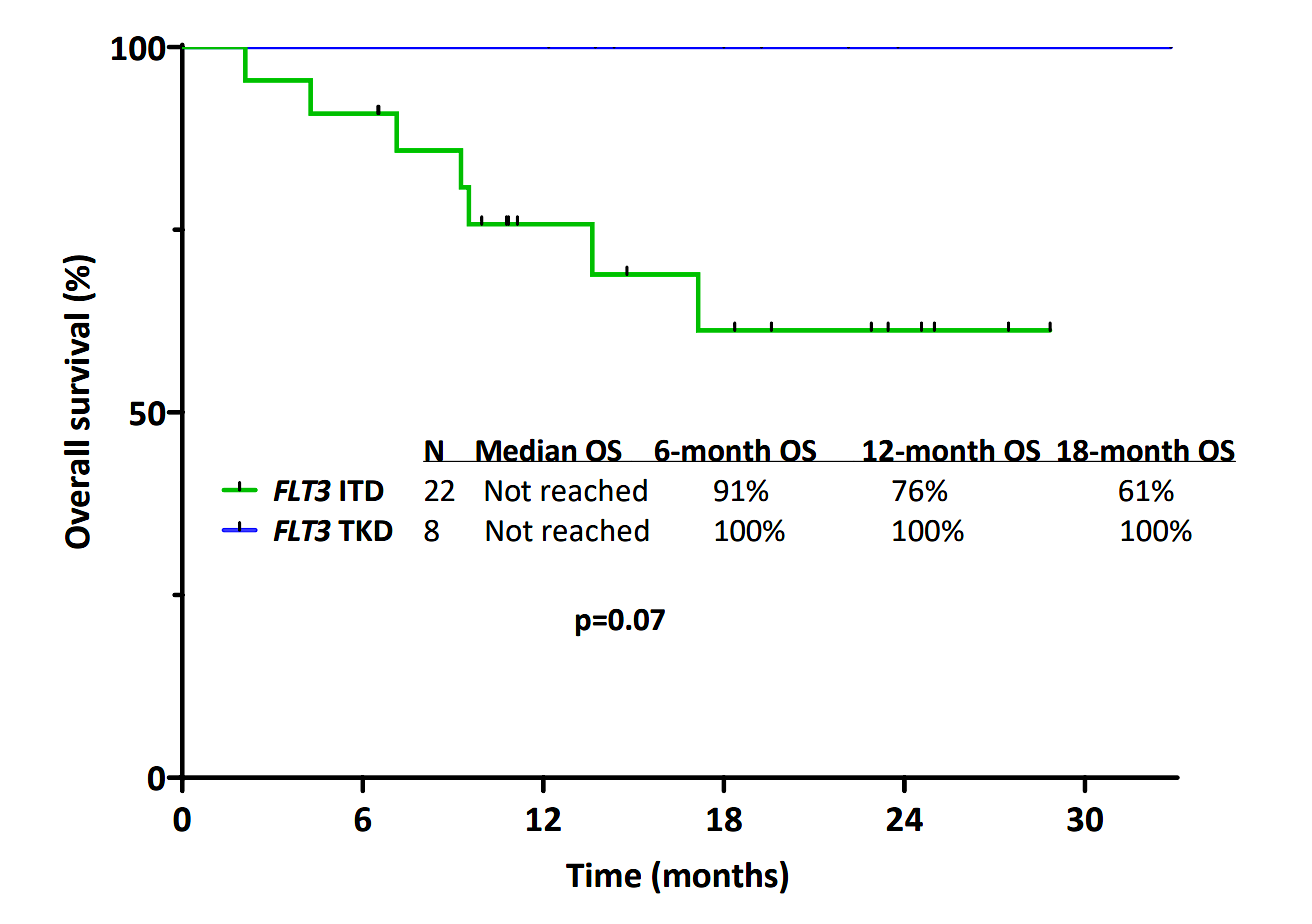 100
50
0
Overall survival (%)
N Median OS 6-month OS 12-month OS 18-month OS
FLT3 ITD 22 Not reached 91% 76% 61%
FLT3 TKD 8 Not reached 100% 100% 100%
p=0.07
0 6 12 18 24 30
Time (months)